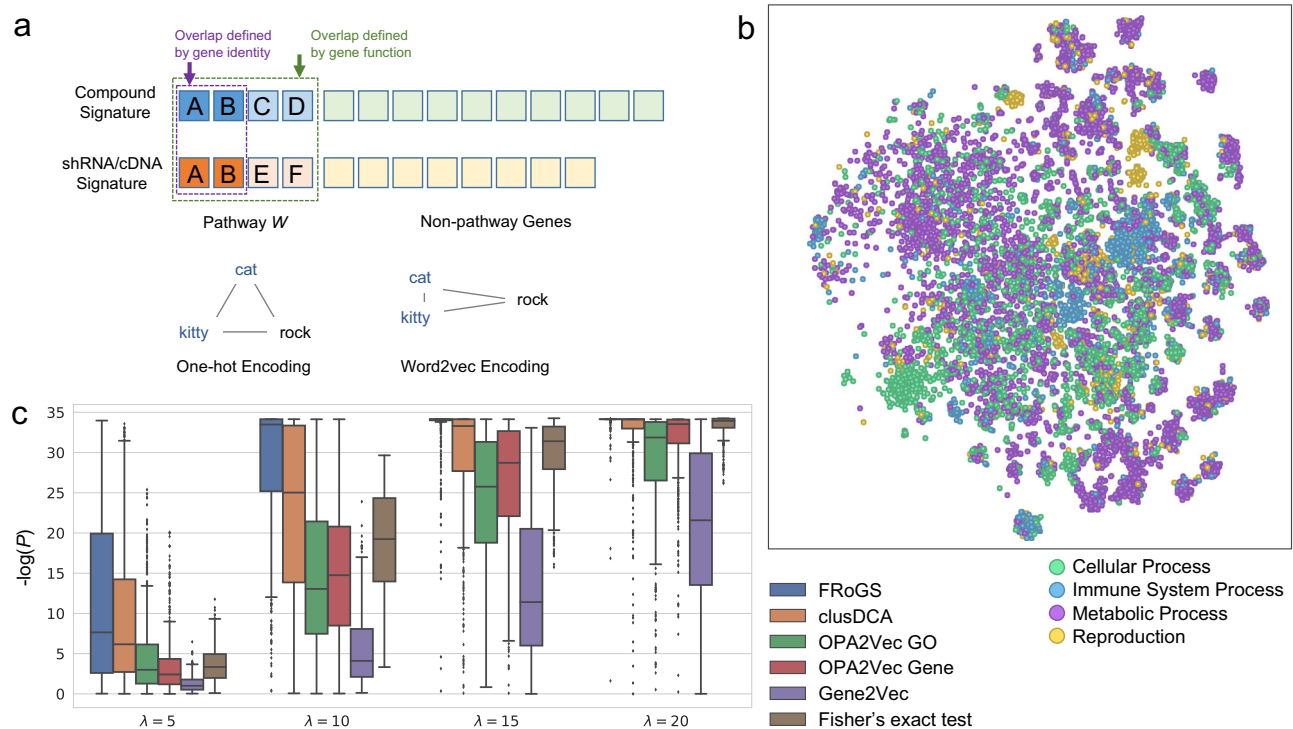 a
Overlap defined
by gene identity
Overlap defined
by gene function
Compound
Signature
A B C D
shRNA/cDNA
Signature
A B E F
Pathway W
Non-pathway Genes
cat
kitty
rock
One-hot Encoding
cat
kitty
rock
Word2vec Encoding
b
Cellular Process
Immune System Process
Metabolic Process
Reproduction
c
-log(P)
35
30
25
20
15
10
5
0
λ = 5
λ = 10
λ = 15
λ = 20
FRoGS
clusDCA
OPA2Vec GO
OPA2Vec Gene
Gene2Vec
Fisher's exact test